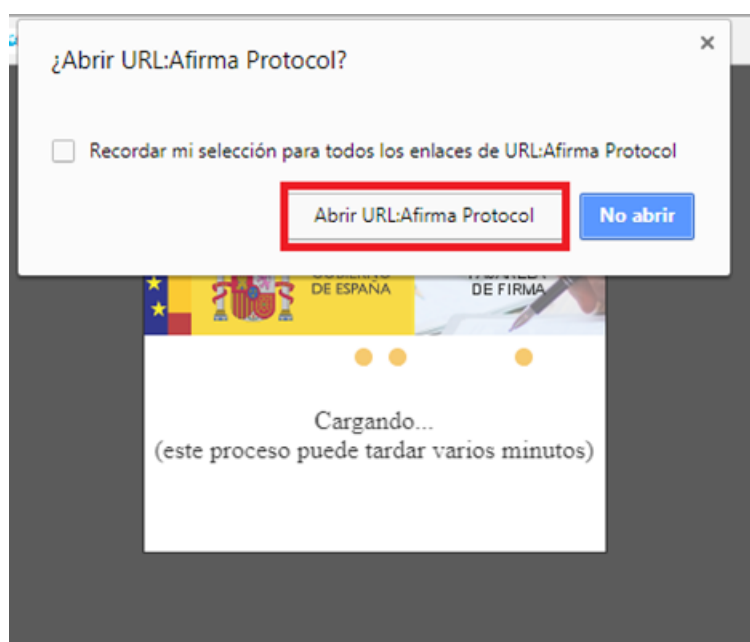 ¿Abrir URL:Afirma Protocol?
Recordar mi selección para todos los enlaces de URL:Afirma Protocol
Abrir URL:Afirma Protocol
No abrir
DE ESPAÑA
DE FIRMA
Cargando...
(este proceso puede tardar varios minutos)